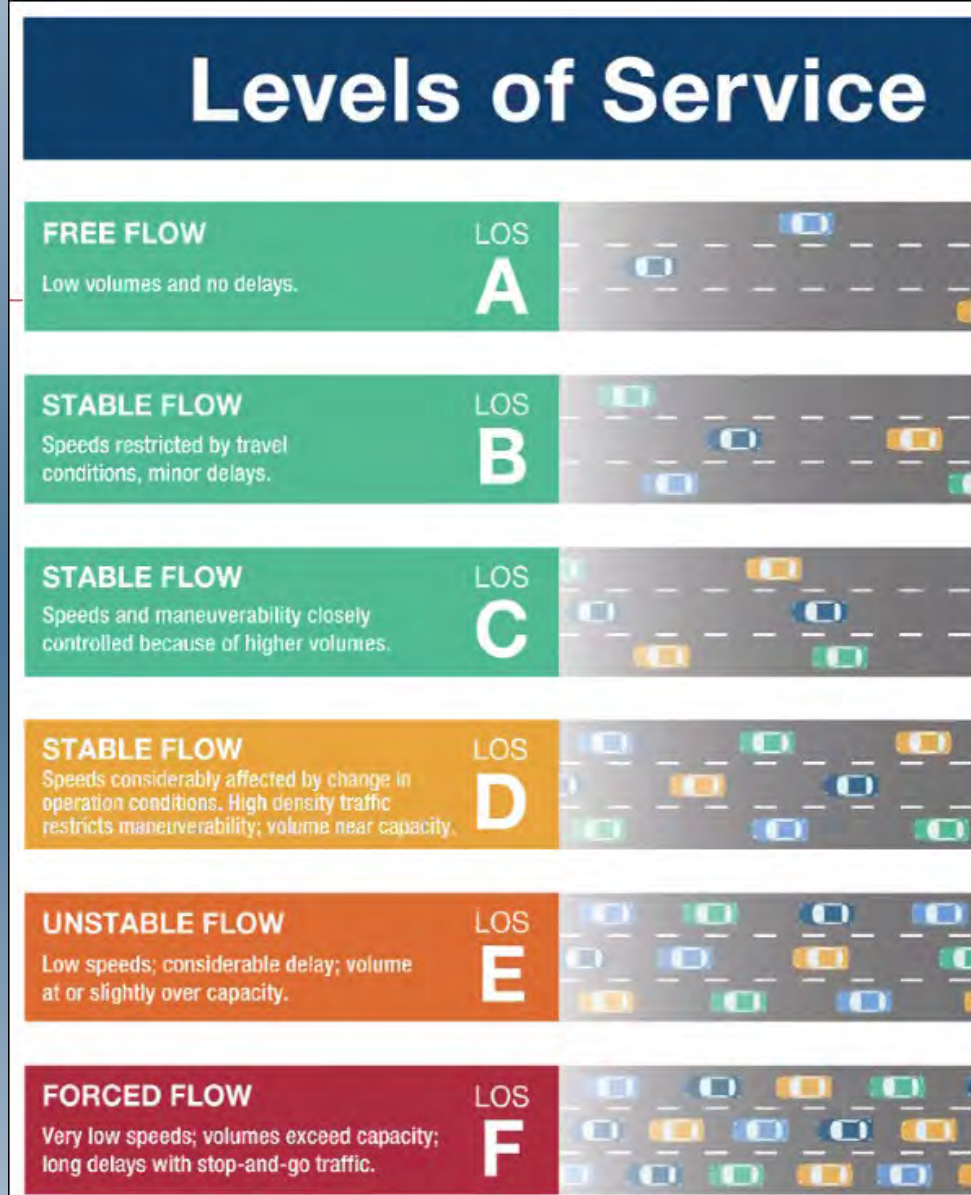 Levels of Service
FREE FLOW
LOS
Low volumes and no delays.
A
STABLE FLOW
LOS
Speeds restricted by travel
conditions, minor delays.
B
STABLE FLOW
LOS
Speeds and maneuverability closely
controlled because of higher volumes.
C
STABLE FLOW
LOS
Speeds considerably affected by change in
operation conditions. High density traffic
restricts maneuverability; volume near capacity.
D
UNSTABLE FLOW
LOS
Low speeds; considerable delay; volume
at or slightly over capacity.
E
FORCED FLOW
LOS
Very low speeds; volumes exceed capacity;
long delays with stop-and-go traffic.
F